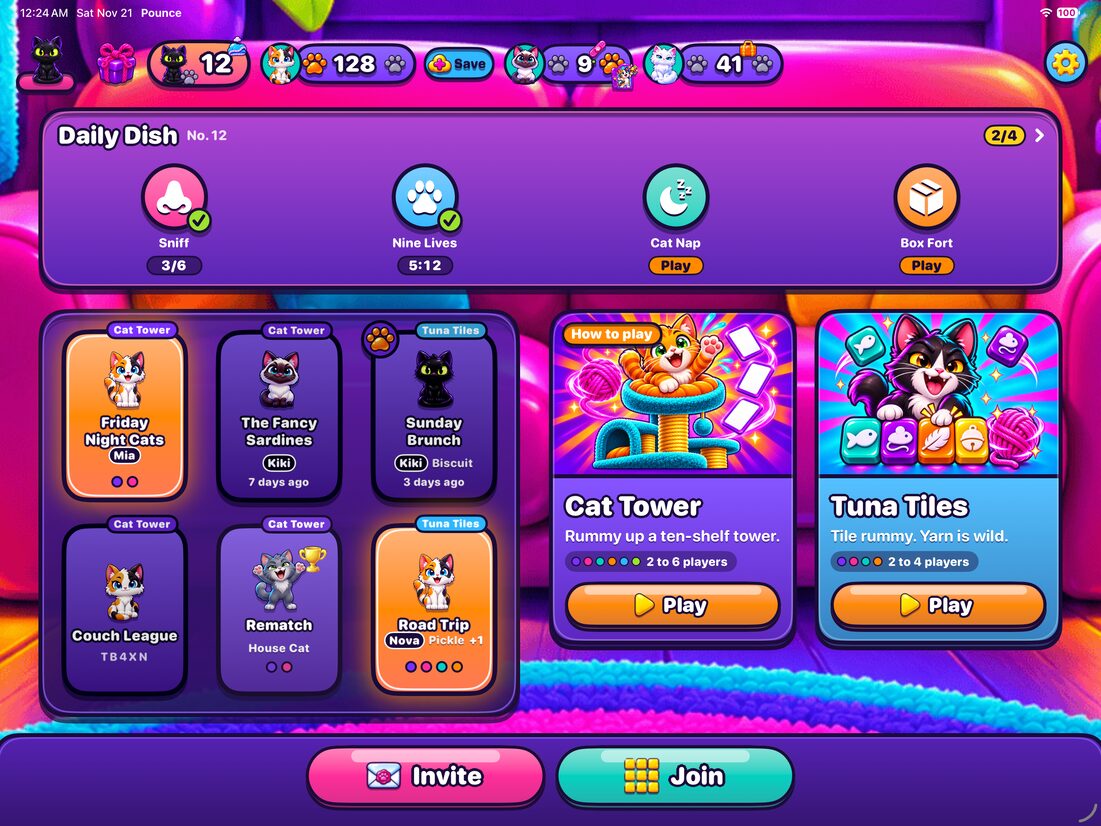 12:24 AM Sat Nov 21 Pounce
100
12
128
Save
9
41
Daily Dish No. 12
2/4
Sniff
3/6
Nine Lives
5:12
Cat Nap
Play
Box Fort
Play
Cat Tower
Friday
Night Cats
Mia
Cat Tower
The Fancy
Sardines
Kiki
7 days ago
Tuna Tiles
Sunday
Brunch
Kiki Biscuit
3 days ago
Cat Tower
Couch League
TB4XN
Cat Tower
Rematch
House Cat
Tuna Tiles
Road Trip
Nova Pickle +1
How to play
Cat Tower
Rummy up a ten-shelf tower.
2 to 6 players
Play
Tuna Tiles
Tile rummy. Yarn is wild.
2 to 4 players
Play
Invite
Join